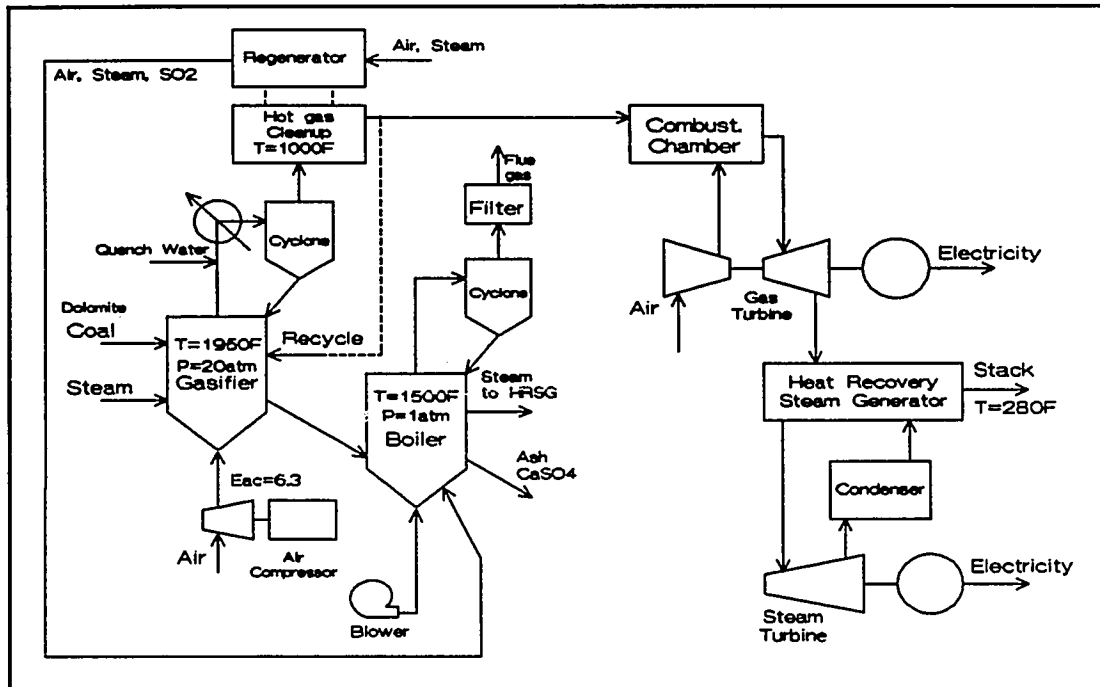 Regenerator
Air, Steam
Air, Steam, SO2
Hot gas
Cleanup
T=1000F
Combust.
Chamber
Flue
gas
Filter
Cyclone
Quench Water
Cyclone
Electricity
Gas
Turbine
Air
Dolomite
Coal
T=1950F
P=20atm
Gasifier
Recycle
Steam
Steam
to HRSG
T=1500F
P=1atm
Boiler
Heat Recovery
Steam Generator
Stack
T=280F
Ash
CaSO4
Eac=6.3
Condenser
Air
Air
Compressor
Electricity
Blower
Steam
Turbine